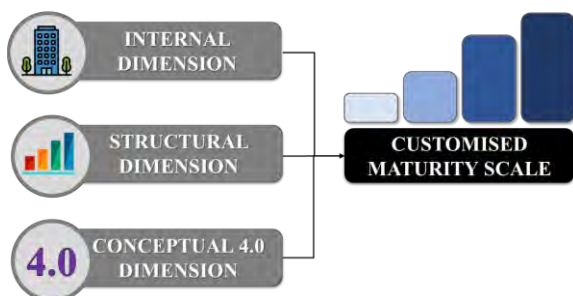 INTERNAL
DIMENSION
STRUCTURAL
DIMENSION
4.0
CONCEPTUAL 4.0
DIMENSION
CUSTOMISED
MATURITY SCALE